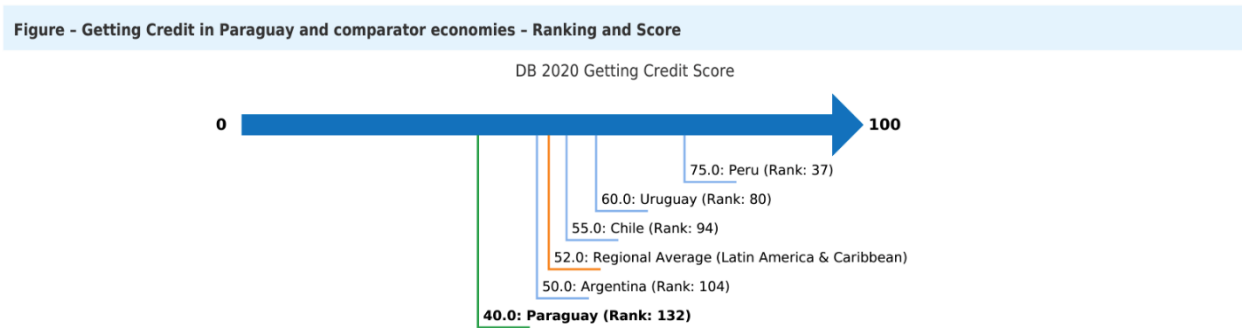 Figure – Getting Credit in Paraguay and comparator economies – Ranking and Score
DB 2020 Getting Credit Score
0
100
75.0: Peru (Rank: 37)
60.0: Uruguay (Rank: 80)
55.0: Chile (Rank: 94)
52.0: Regional Average (Latin America & Caribbean)
50.0: Argentina (Rank: 104)
40.0: Paraguay (Rank: 132)